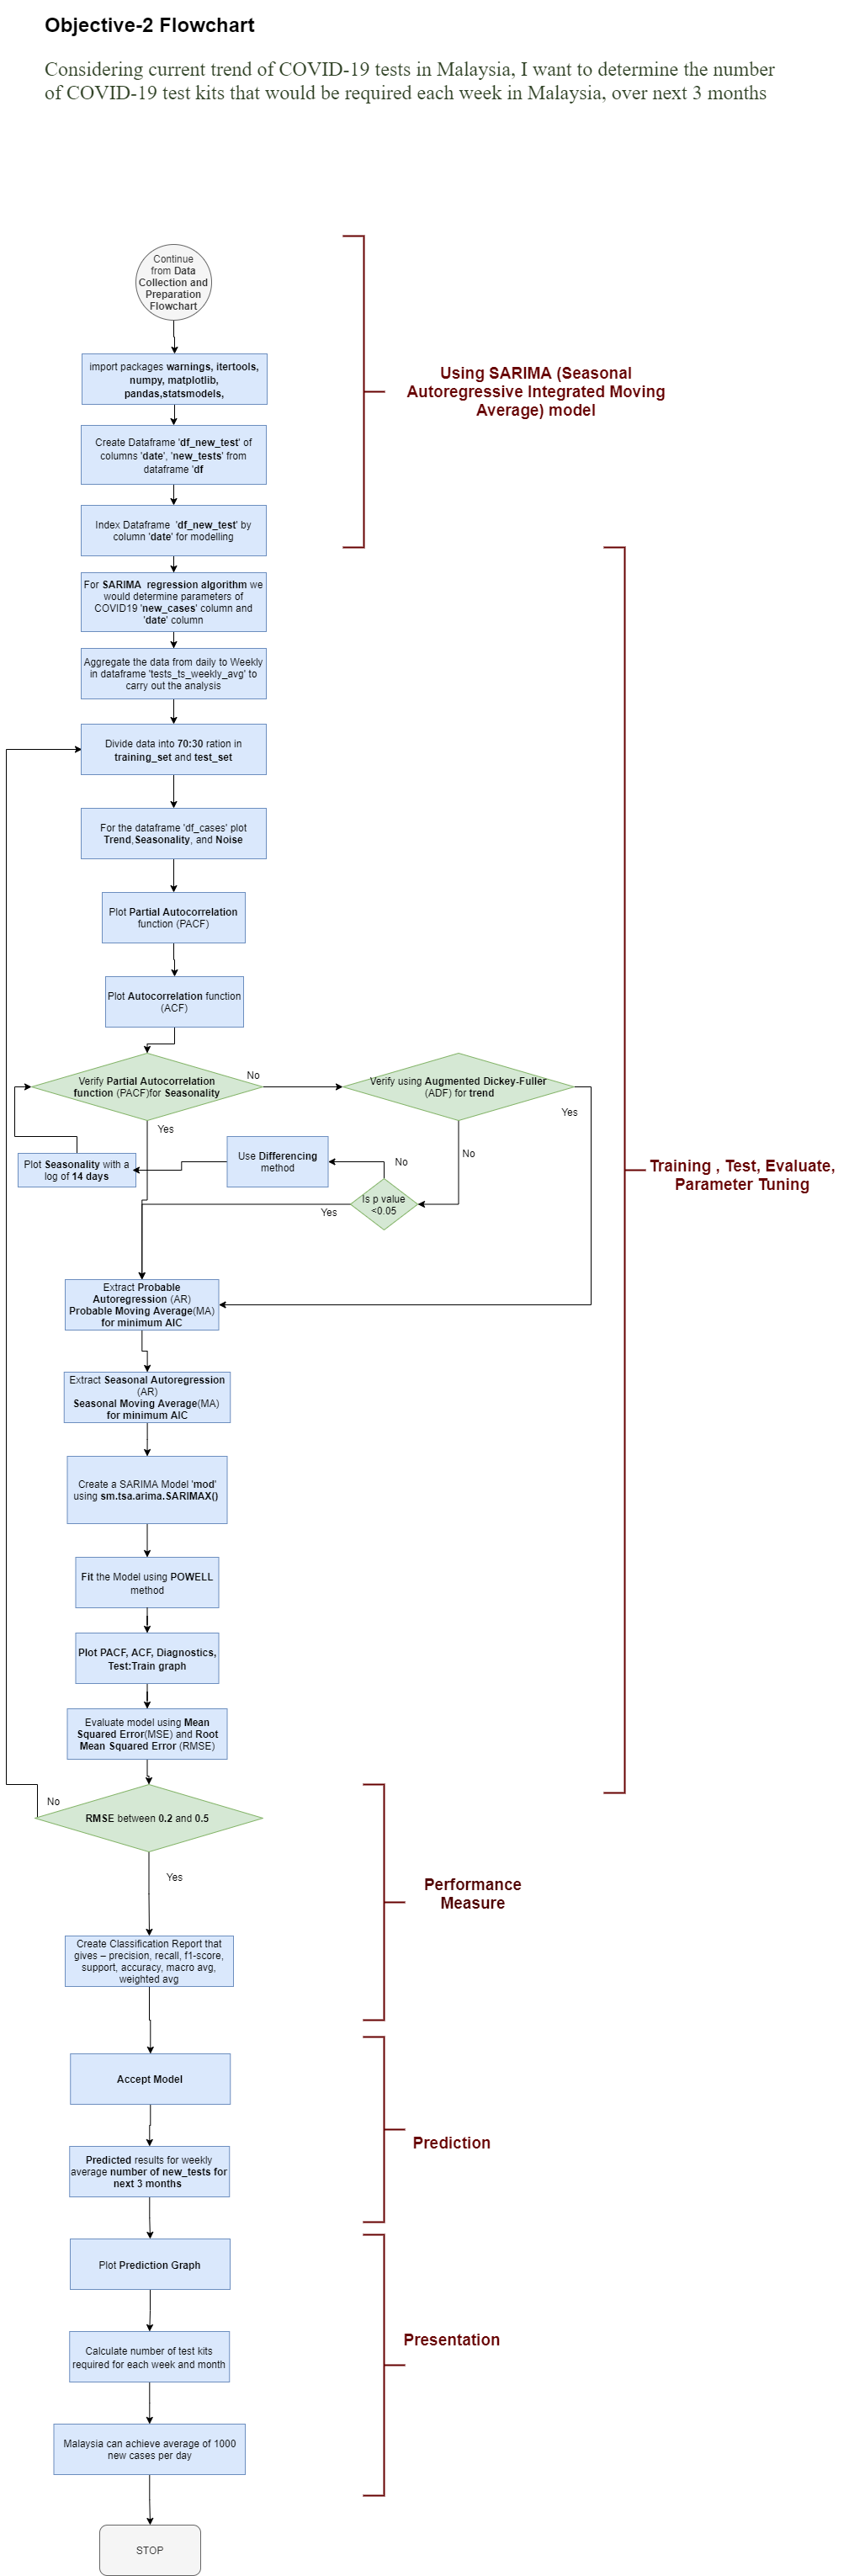 Objective-2 Flowchart
Considering current trend of COVID-19 tests in Malaysia, I want to determine the number
of COVID-19 test kits that would be required each week in Malaysia, over next 3 months
Continue
from Data
Collection and
Preparation
Flowchart
import packages warnings, itertools,
numpy, matplotlib,
pandas,statsmodels,
Using SARIMA (Seasonal
Autoregressive Integrated Moving
Average) model
Create Dataframe 'df_new_test' of
columns 'date', 'new_tests' from
dataframe 'df
Index Dataframe 'df_new_test' by
column 'date' for modelling
For SARIMA regression algorithm we
would determine parameters of
COVID19 'new_cases' column and
'date' column
Aggregate the data from daily to Weekly
in dataframe 'tests_ts_weekly_avg' to
carry out the analysis
Divide data into 70:30 ration in
training_set and test_set
For the dataframe 'df_cases' plot
Trend,Seasonality, and Noise
Plot Partial Autocorrelation
function (PACF)
Plot Autocorrelation function
(ACF)
Verify Partial Autocorrelation
function (PACF)for Seasonality
No
Verify using Augmented Dickey-Fuller
(ADF) for trend
Yes
Yes
No
Plot Seasonality with a
log of 14 days
Use Differencing
method
No
Is p value
<0.05
Yes
Training , Test, Evaluate,
Parameter Tuning
Extract Probable
Autoregression (AR)
Probable Moving Average(MA)
for minimum AIC
Extract Seasonal Autoregression
(AR)
Seasonal Moving Average(MA)
for minimum AIC
Create a SARIMA Model 'mod'
using sm.tsa.arima.SARIMAX()
Fit the Model using POWELL
method
Plot PACF, ACF, Diagnostics,
Test:Train graph
Evaluate model using Mean
Squared Error(MSE) and Root
Mean Squared Error (RMSE)
No
RMSE between 0.2 and 0.5
Yes
Performance
Measure
Create Classification Report that
gives – precision, recall, f1-score,
support, accuracy, macro avg,
weighted avg
Accept Model
Prediction
Predicted results for weekly
average number of new_tests for
next 3 months
Plot Prediction Graph
Presentation
Calculate number of test kits
required for each week and month
Malaysia can achieve average of 1000
new cases per day
STOP